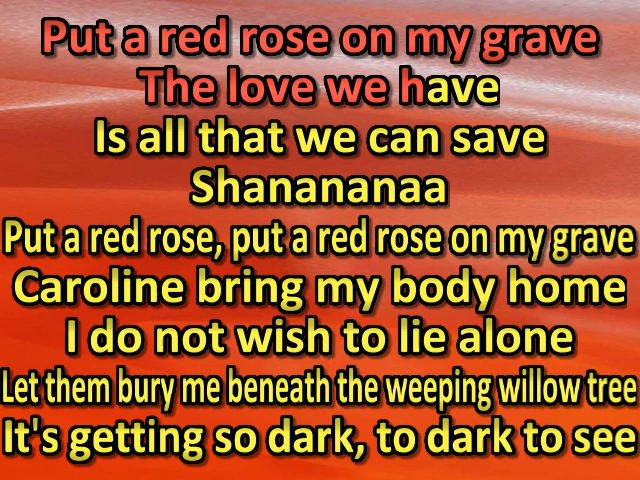 Put a red rose on my grave
The love we have
Is all that we can save
Shanananaa
Put a red rose, put a red rose on my grave
Caroline bring my body home
I do not wish to lie alone
Let them bury me beneath the weeping willow tree
It's getting so dark, to dark to see